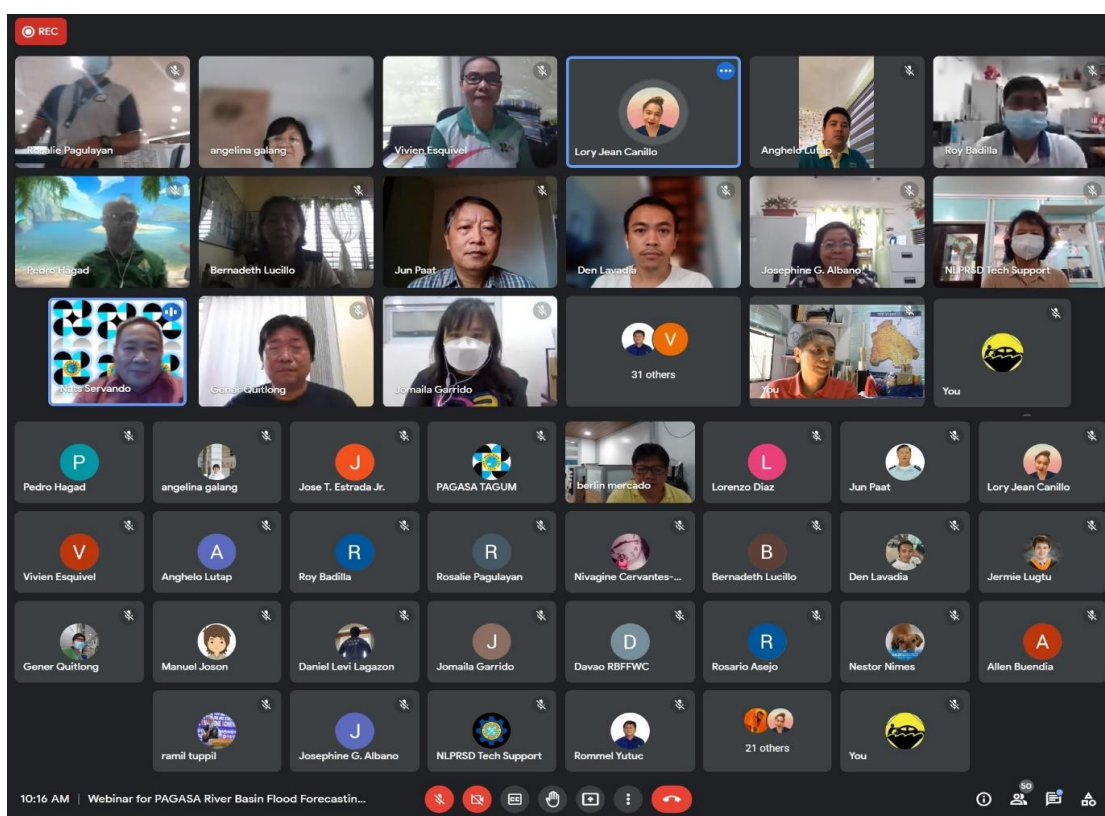 REC
Rosalie Pagulayan
angelina galang
Vivien Esquivel
Lory Jean Canillo
Anghelo Lutap
Roy Badilla
Pedro Hagad
Bernadeth Lucillo
Jun Paat
Den Lavadia
Josephine G. Albano
NLPRSD Tech Support
Nats Servando
Gener Quitlong
Jomaila Garrido
V
31 others
You
You
P
Pedro Hagad
angelina galang
J
Jose T. Estrada Jr.
PAGASA TAGUM
berlin mercado
L
Lorenzo Diaz
Jun Paat
Lory Jean Canillo
V
Vivien Esquivel
A
Anghelo Lutap
R
Roy Badilla
R
Rosalie Pagulayan
Nivagine Cervantes-...
B
Bernadeth Lucillo
Den Lavadia
Jermie Lugtu
Gener Quitlong
Manuel Joson
Daniel Levi Lagazon
J
Jomaila Garrido
D
Davao RBFFWC
R
Rosario Asejo
Nestor Nimes
A
Allen Buendia
ramil tuppil
J
Josephine G. Albano
NLPRSD Tech Support
Rommel Yutuc
21 others
You
10:16 AM | Webinar for PAGASA River Basin Flood Forecastin...
CC
50